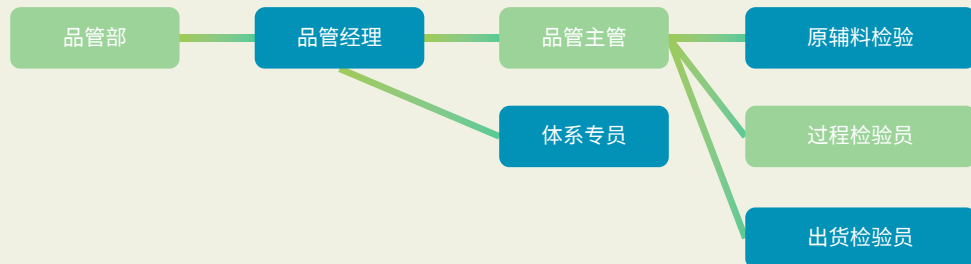 品管部
品管经理
品管主管
原辅料检验
体系专员
过程检验员
出货检验员